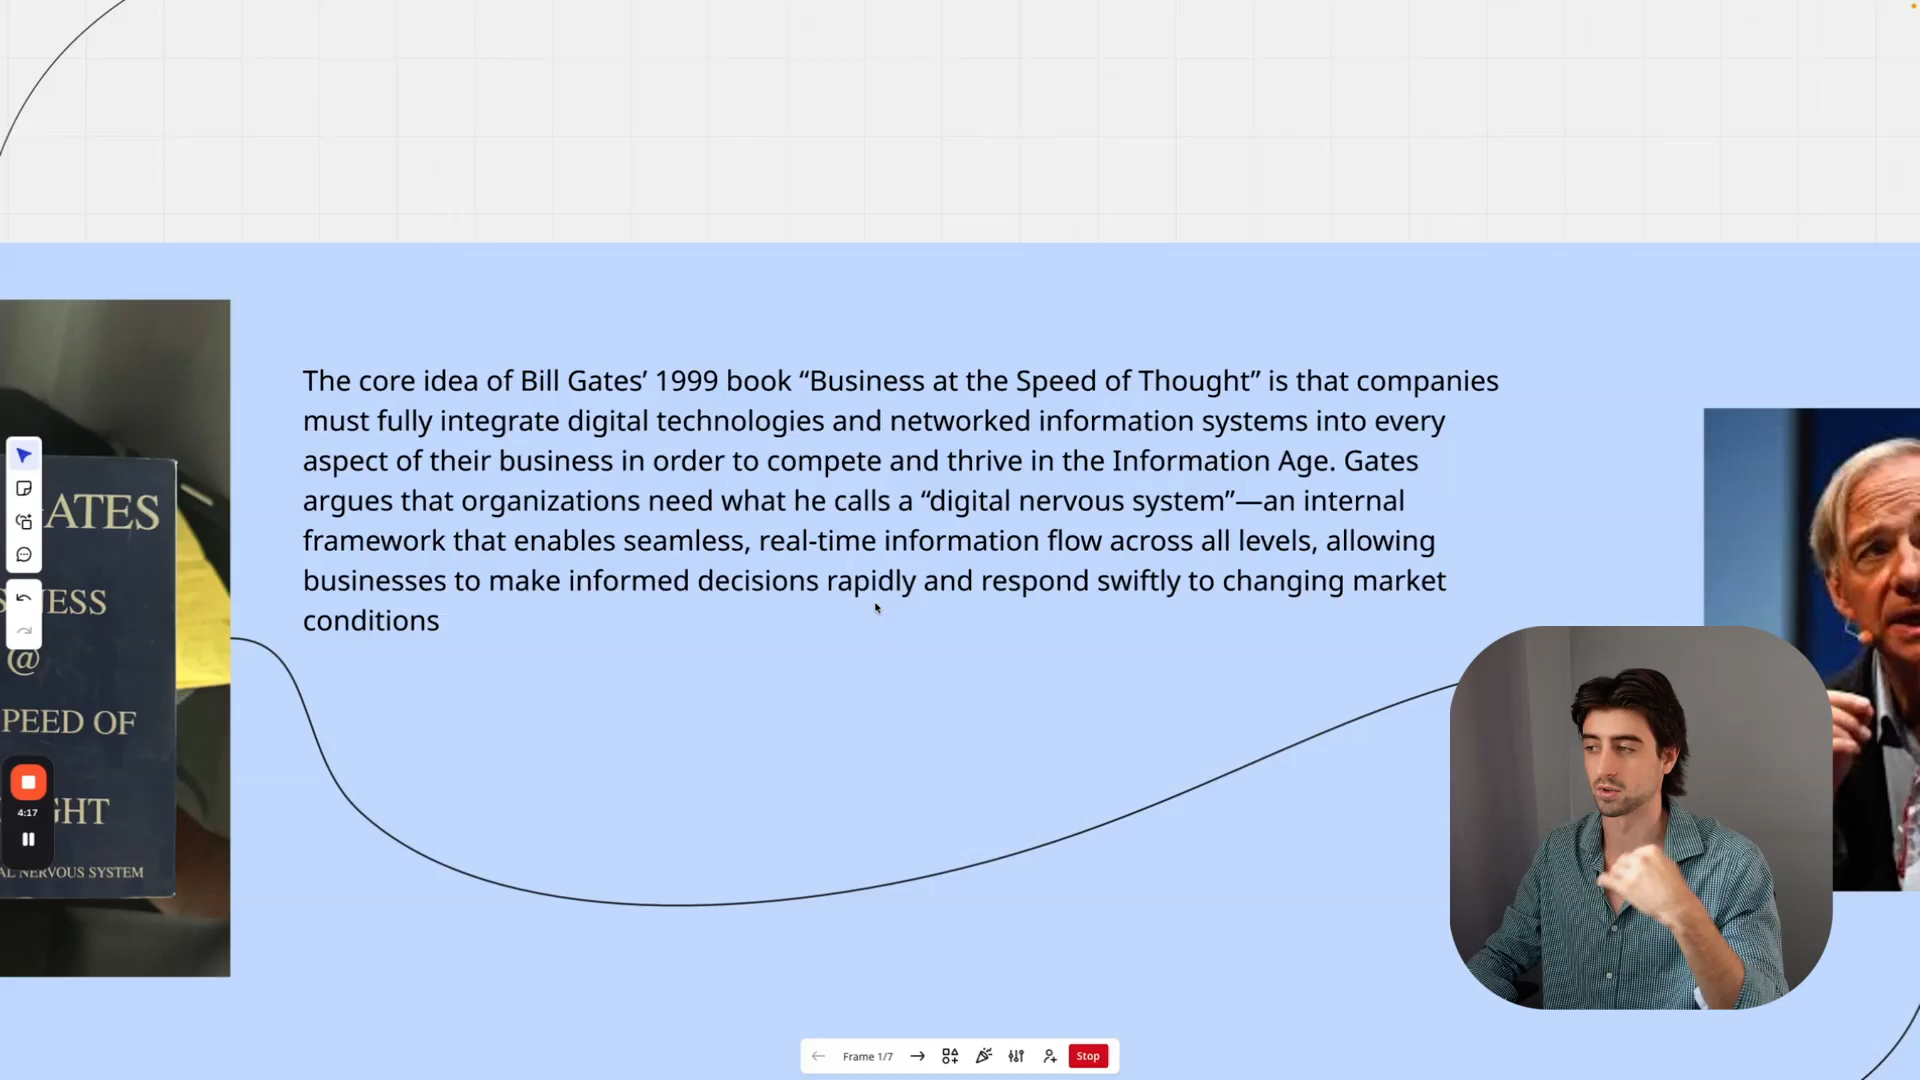 The core idea of Bill Gates’ 1999 book “Business at the Speed of Thought” is that companies
must fully integrate digital technologies and networked information systems into every
aspect of their business in order to compete and thrive in the Information Age. Gates
argues that organizations need what he calls a “digital nervous system”—an internal
framework that enables seamless, real-time information flow across all levels, allowing
businesses to make informed decisions rapidly and respond swiftly to changing market
conditions
GATES
NESS
@
PEED OF
GHT
AL NERVOUS SYSTEM
4:17
Frame 1/7
Stop